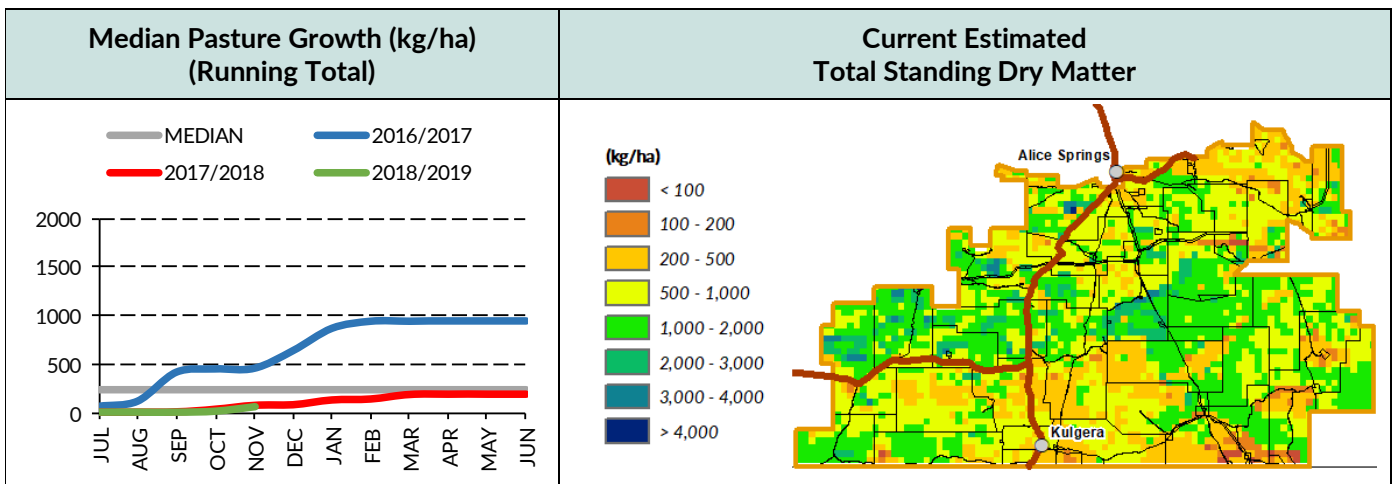 Median Pasture Growth (kg/ha)
(Running Total)
Current Estimated
Total Standing Dry Matter
MEDIAN
2016/2017
2017/2018
2018/2019
2000
1500
1000
500
0
JUL
AUG
SEP
OCT
NOV
DEC
JAN
FEB
MAR
APR
MAY
JUN
(kg/ha)
< 100
100 - 200
200 - 500
500 - 1,000
1,000 - 2,000
2,000 - 3,000
3,000 - 4,000
> 4,000
Alice Springs
Kulgera